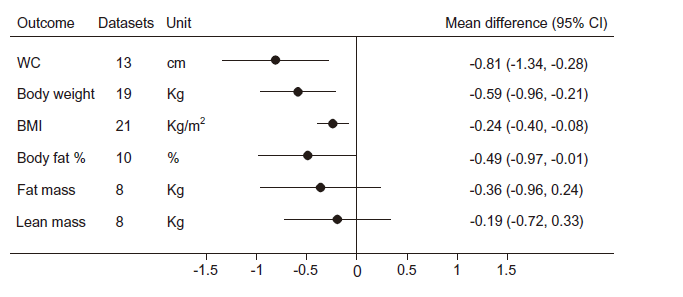 Outcome Datasets Unit Mean difference (95% CI)
WC 13 cm -0.81 (-1.34, -0.28)
Body weight 19 Kg -0.59 (-0.96, -0.21)
BMI 21 Kg/m² -0.24 (-0.40, -0.08)
Body fat % 10 % -0.49 (-0.97, -0.01)
Fat mass 8 Kg -0.36 (-0.96, 0.24)
Lean mass 8 Kg -0.19 (-0.72, 0.33)
-1.5 -1 -0.5 0 0.5 1 1.5